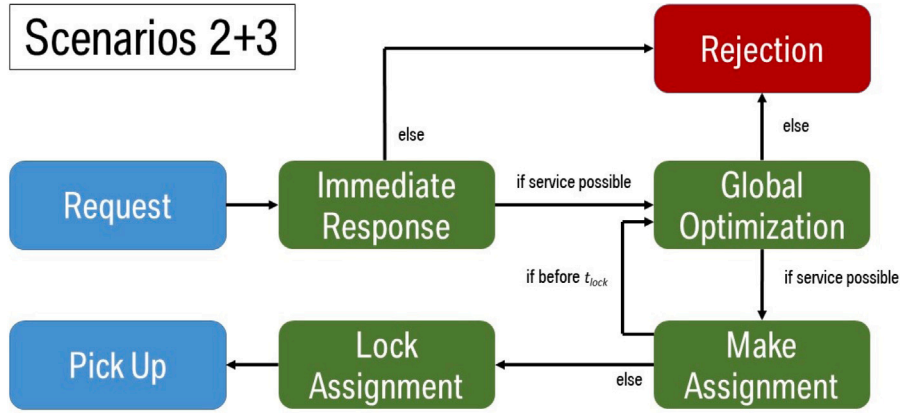 Scenarios 2+3
Rejection
else
else
Request
Immediate
Response
if service possible
Global
Optimization
if before t_lock
if service possible
Pick Up
Lock
Assignment
else
Make
Assignment